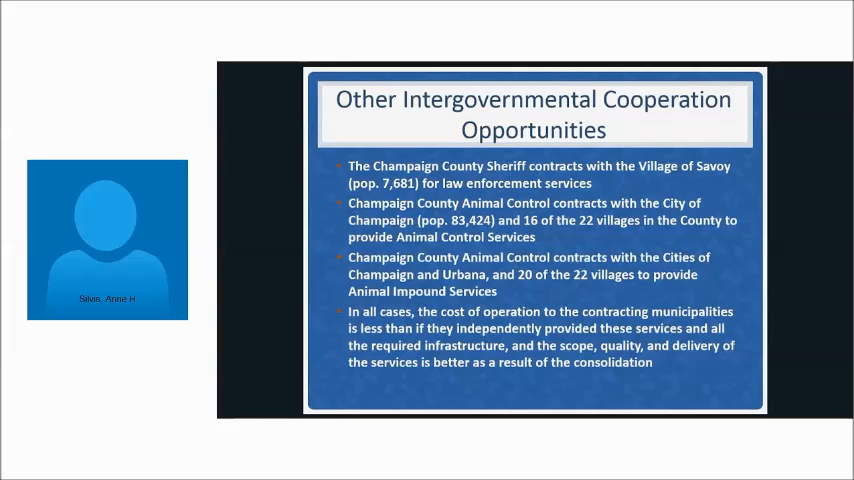 Other Intergovernmental Cooperation
Opportunities
The Champaign County Sheriff contracts with the Village of Savoy
(pop. 7,681) for law enforcement services
Champaign County Animal Control contracts with the City of
Champaign (pop. 83,424) and 16 of the 22 villages in the County to
provide Animal Control Services
Champaign County Animal Control contracts with the Cities of
Champaign and Urbana, and 20 of the 22 villages to provide
Animal Impound Services
In all cases, the cost of operation to the contracting municipalities
is less than if they independently provided these services and all
the required infrastructure, and the scope, quality, and delivery of
the services is better as a result of the consolidation
Silvis, Anne H